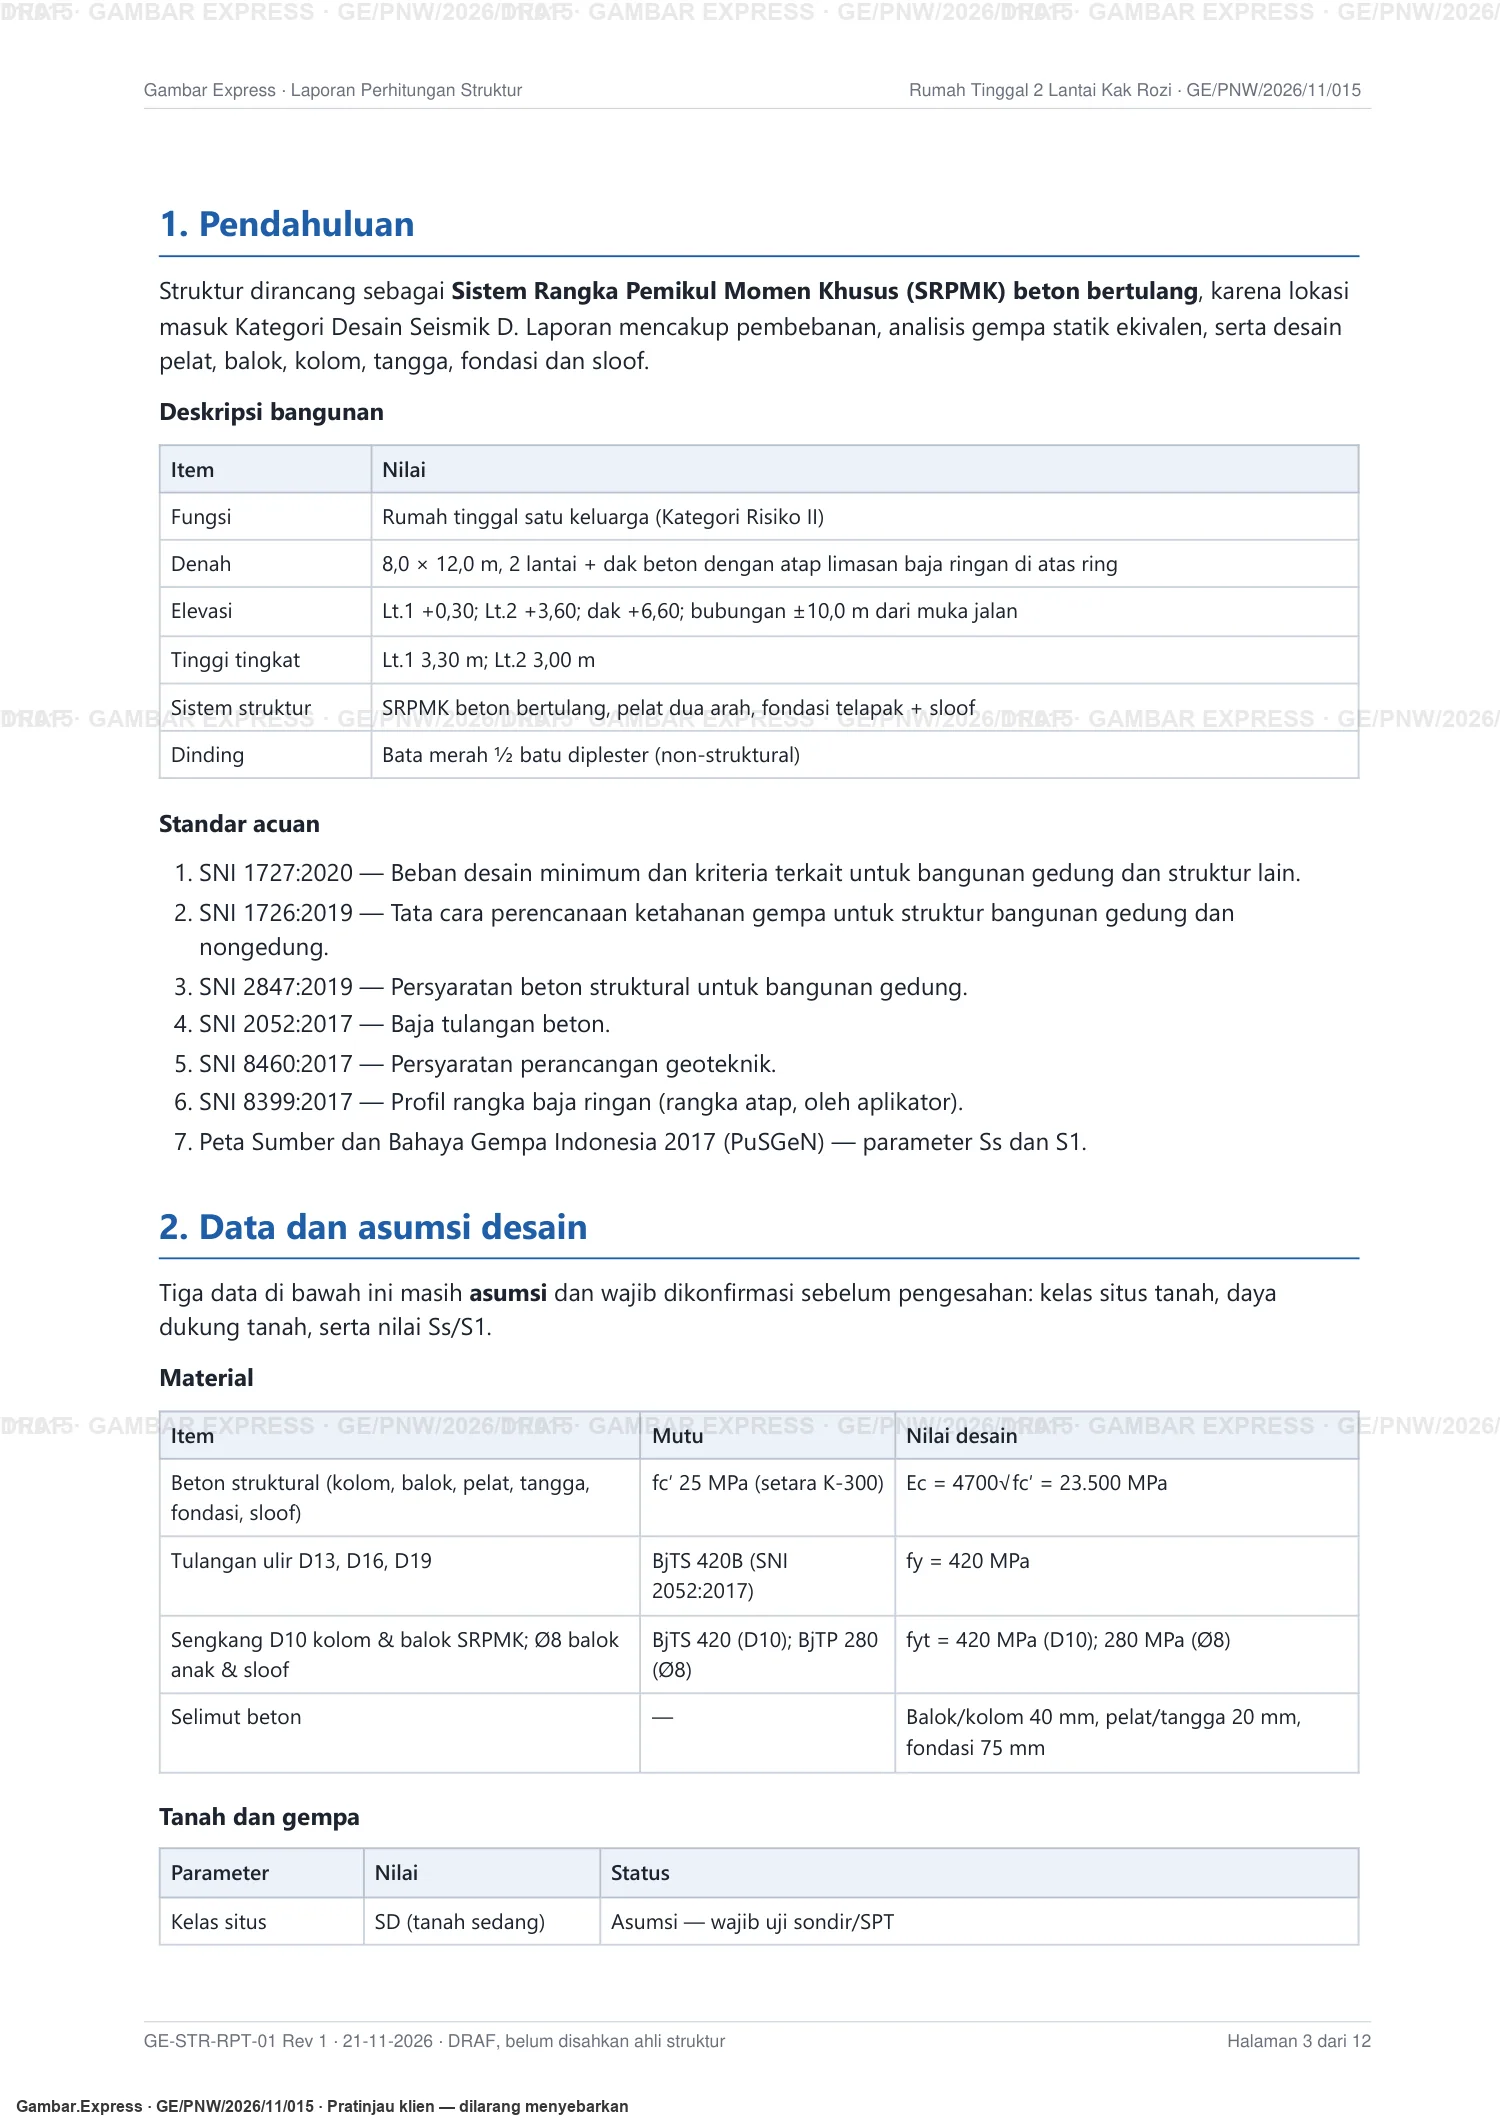 DRAF · GAMBAR EXPRESS · GE/PNW/2026/11/015
Gambar Express · Laporan Perhitungan Struktur
Rumah Tinggal 2 Lantai Kak Rozi · GE/PNW/2026/11/015
1. Pendahuluan
Struktur dirancang sebagai Sistem Rangka Pemikul Momen Khusus (SRPMK) beton bertulang, karena lokasi
masuk Kategori Desain Seismik D. Laporan mencakup pembebanan, analisis gempa statik ekivalen, serta desain
pelat, balok, kolom, tangga, fondasi dan sloof.
Deskripsi bangunan
Item Nilai
Fungsi Rumah tinggal satu keluarga (Kategori Risiko II)
Denah 8,0 × 12,0 m, 2 lantai + dak beton dengan atap limasan baja ringan di atas ring
Elevasi Lt.1 +0,30; Lt.2 +3,60; dak +6,60; bubungan ±10,0 m dari muka jalan
Tinggi tingkat Lt.1 3,30 m; Lt.2 3,00 m
Sistem struktur SRPMK beton bertulang, pelat dua arah, fondasi telapak + sloof
DRAF · GAMBAR EXPRESS · GE/PNW/2026/11/015
Dinding Bata merah ½ batu diplester (non-struktural)
Standar acuan
1. SNI 1727:2020 — Beban desain minimum dan kriteria terkait untuk bangunan gedung dan struktur lain.
2. SNI 1726:2019 — Tata cara perencanaan ketahanan gempa untuk struktur bangunan gedung dan
nongedung.
3. SNI 2847:2019 — Persyaratan beton struktural untuk bangunan gedung.
4. SNI 2052:2017 — Baja tulangan beton.
5. SNI 8460:2017 — Persyaratan perancangan geoteknik.
6. SNI 8399:2017 — Profil rangka baja ringan (rangka atap, oleh aplikator).
7. Peta Sumber dan Bahaya Gempa Indonesia 2017 (PuSGeN) — parameter Ss dan S1.
2. Data dan asumsi desain
Tiga data di bawah ini masih asumsi dan wajib dikonfirmasi sebelum pengesahan: kelas situs tanah, daya
dukung tanah, serta nilai Ss/S1.
Material
DRAF · GAMBAR EXPRESS · GE/PNW/2026/11/015
Item Mutu Nilai desain
Beton struktural (kolom, balok, pelat, tangga, fc′ 25 MPa (setara K-300) Ec = 4700√fc′ = 23.500 MPa
fondasi, sloof)
Tulangan ulir D13, D16, D19 BjTS 420B (SNI fy = 420 MPa
2052:2017)
Sengkang D10 kolom & balok SRPMK; Ø8 balok BjTS 420 (D10); BjTP 280 fyt = 420 MPa (D10); 280 MPa (Ø8)
anak & sloof (Ø8)
Selimut beton — Balok/kolom 40 mm, pelat/tangga 20 mm,
fondasi 75 mm
Tanah dan gempa
Parameter Nilai Status
Kelas situs SD (tanah sedang) Asumsi — wajib uji sondir/SPT
GE-STR-RPT-01 Rev 1 · 21-11-2026 · DRAF, belum disahkan ahli struktur
Halaman 3 dari 12
Gambar.Express · GE/PNW/2026/11/015 · Pratinjau klien — dilarang menyebarkan